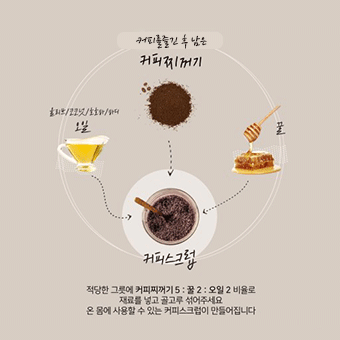 커피를 즐긴 후 남은
커피찌꺼기
올리브/코코넛/호호바/바디
오일
꿀
커피스크럽
적당한 그릇에 커피찌꺼기 5 : 꿀 2 : 오일 2 비율로
재료를 넣고 골고루 섞어주세요
온 몸에 사용할 수 있는 커피스크럽이 만들어집니다